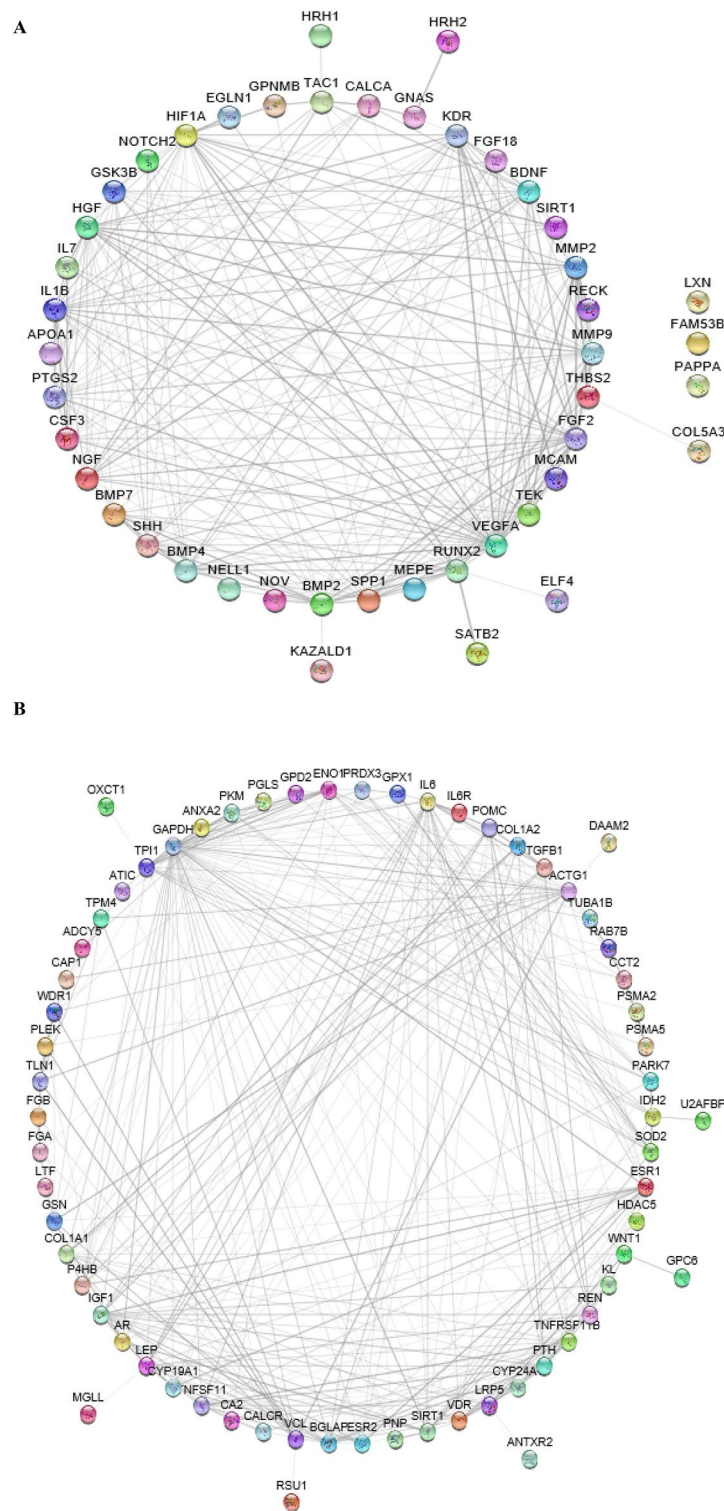 A
HRH1
HRH2
TAC1
GPNMB
CALCA
EGLN1
GNAS
HIF1A
KDR
NOTCH2
FGF18
GSK3B
BDNF
HGF
SIRT1
IL7
MMP2
IL1B
RECK
LXN
APOA1
MMP9
FAM53B
PTGS2
THBS2
PAPPA
CSF3
FGF2
COL5A3
NGF
MCAM
BMP7
TEK
SHH
VEGFA
BMP4
RUNX2
NELL1
MEPE
NOV
BMP2
SPP1
ELF4
SATB2
KAZALD1
B
ENO1
PRDX3
GPD2
GPX1
PGLS
IL6
OXCT1
PKM
IL6R
ANXA2
POMC
GAPDH
COL1A2
DAAM2
TPI1
TGFB1
ATIC
ACTG1
TPM4
TUBA1B
ADCY5
RAB7B
CAP1
CCT2
WDR1
PSMA2
PLEK
PSMA5
TLN1
PARK7
FGB
IDH2
U2AFBP
FGA
SOD2
LTF
ESR1
GSN
HDAC5
COL1A1
WNT1
P4HB
KL
GPC6
IGF1
REN
AR
TNFRSF11B
LEP
PTH
CYP19A1
CYP24A
MGLL
TNFSF11
LRP5
CA2
VDR
CALCR
SIRT1
VCL
BGLAP
ESR2
PNP
ANTXR2
RSU1